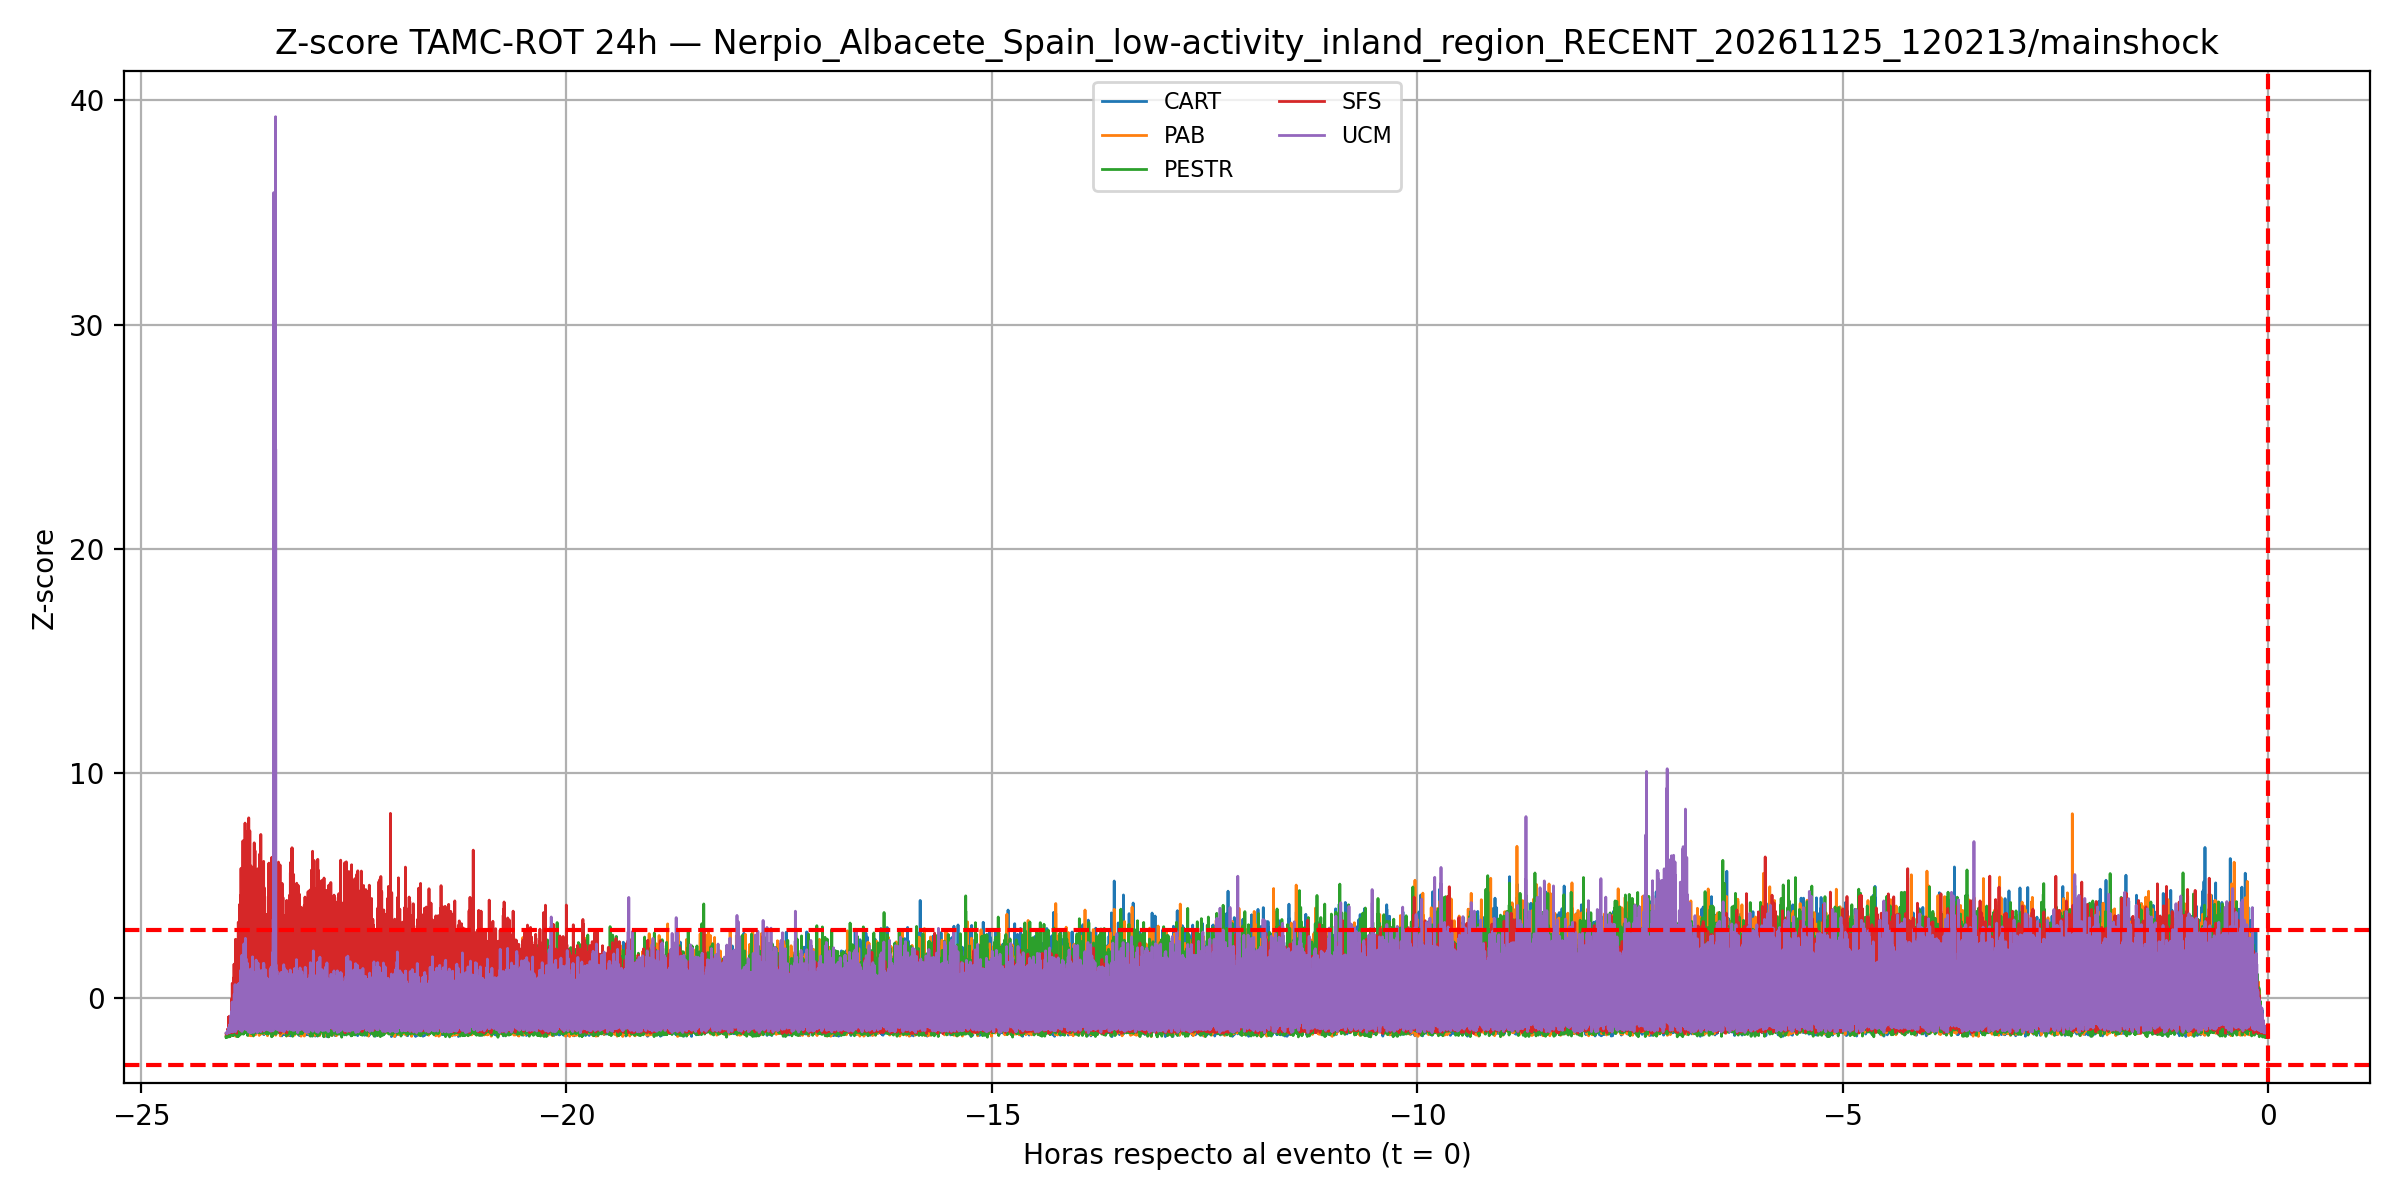 Z-score TAMC-ROT 24h — Nerpio_Albacete_Spain_low-activity_inland_region_RECENT_20261125_120213/mainshock
CART
PAB
PESTR
SFS
UCM
40
30
20
10
0
Z-score
−25
−20
−15
−10
−5
0
Horas respecto al evento (t = 0)